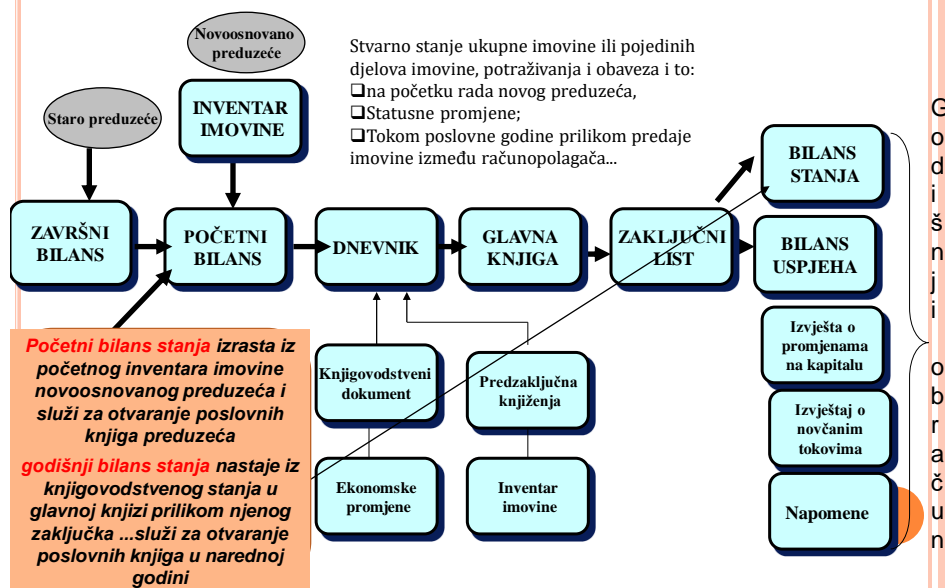 Novoosnovano
preduzeće
Stvarno stanje ukupne imovine ili pojedinih
djelova imovine, potraživanja i obaveza i to:
❑na početku rada novog preduzeća,
❑Statusne promjene;
❑Tokom poslovne godine prilikom predaje
imovine između računopolagača...
Staro preduzeće
INVENTAR
IMOVINE
ZAVRŠNI
BILANS
POČETNI
BILANS
DNEVNIK
GLAVNA
KNJIGA
ZAKLJUČNI
LIST
BILANS
STANJA
BILANS
USPJEHA
Izvješta o
promjenama
na kapitalu
Izvještaj o
novčanim
tokovima
Napomene
Godišnji obračun
Knjigovodstveni
dokument
Predzaključna
knjiženja
Ekonomske
promjene
Inventar
imovine
Početni bilans stanja izrasta iz
početnog inventara imovine
novoosnovanog preduzeća i
služi za otvaranje poslovnih
knjiga preduzeća
godišnji bilans stanja nastaje iz
knjigovodstvenog stanja u
glavnoj knjizi prilikom njenog
zaključka ...služi za otvaranje
poslovnih knjiga u narednoj
godini